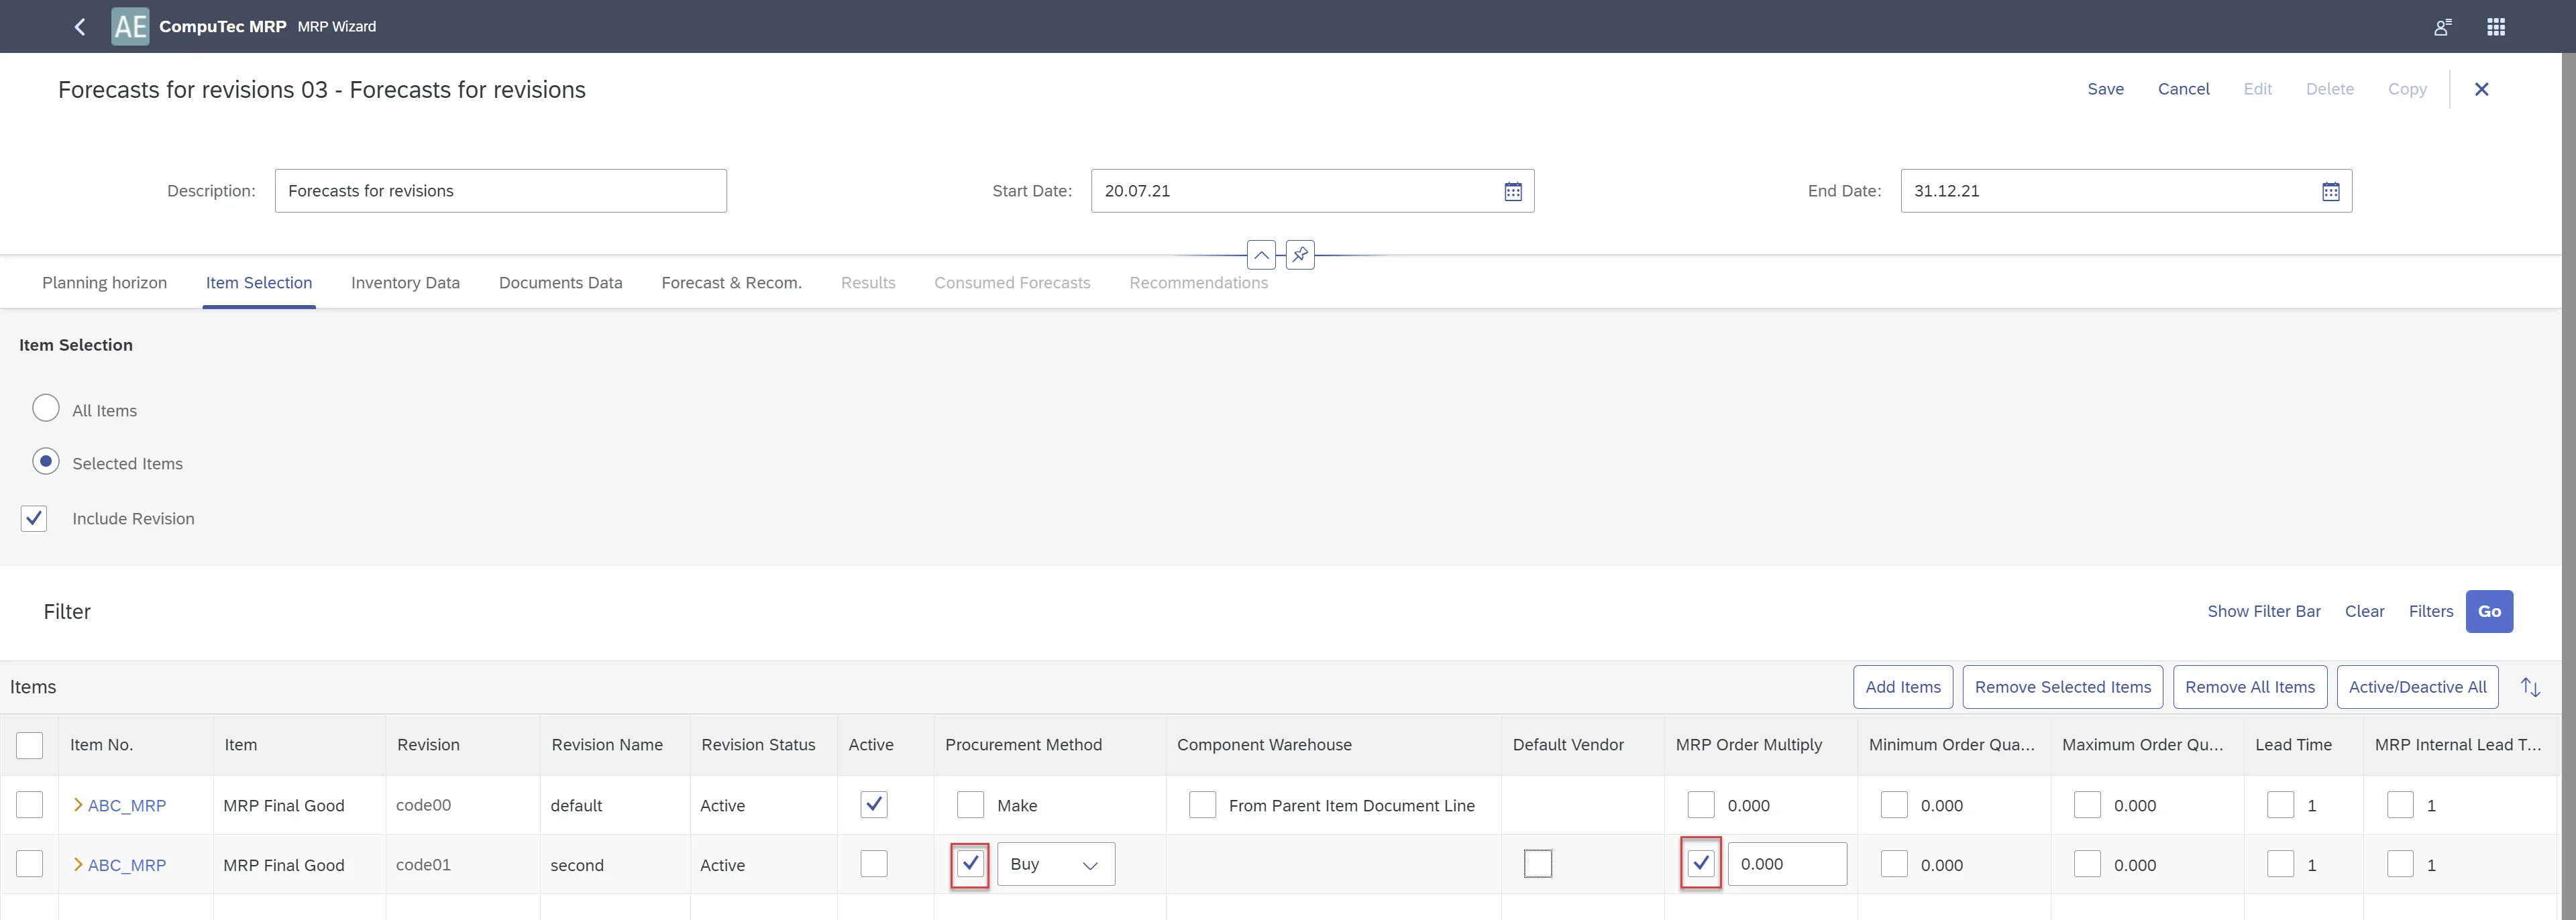 AE CompuTec MRP MRP Wizard
Forecasts for revisions 03 - Forecasts for revisions
Save Cancel Edit Delete Copy
Description: Forecasts for revisions Start Date: 20.07.21 End Date: 31.12.21
Planning horizon Item Selection Inventory Data Documents Data Forecast & Recom. Results Consumed Forecasts Recommendations
Item Selection
All Items
Selected Items
Include Revision
Filter Show Filter Bar Clear Filters Go
Items Add Items Remove Selected Items Remove All Items Active/Deactive All
Item No. Item Revision Revision Name Revision Status Active Procurement Method Component Warehouse Default Vendor MRP Order Multiply Minimum Order Qua... Maximum Order Qu... Lead Time MRP Internal Lead T...
ABC_MRP MRP Final Good code00 default Active Make From Parent Item Document Line 0.000 0.000 0.000 1 1
ABC_MRP MRP Final Good code01 second Active Buy 0.000 0.000 0.000 1 1